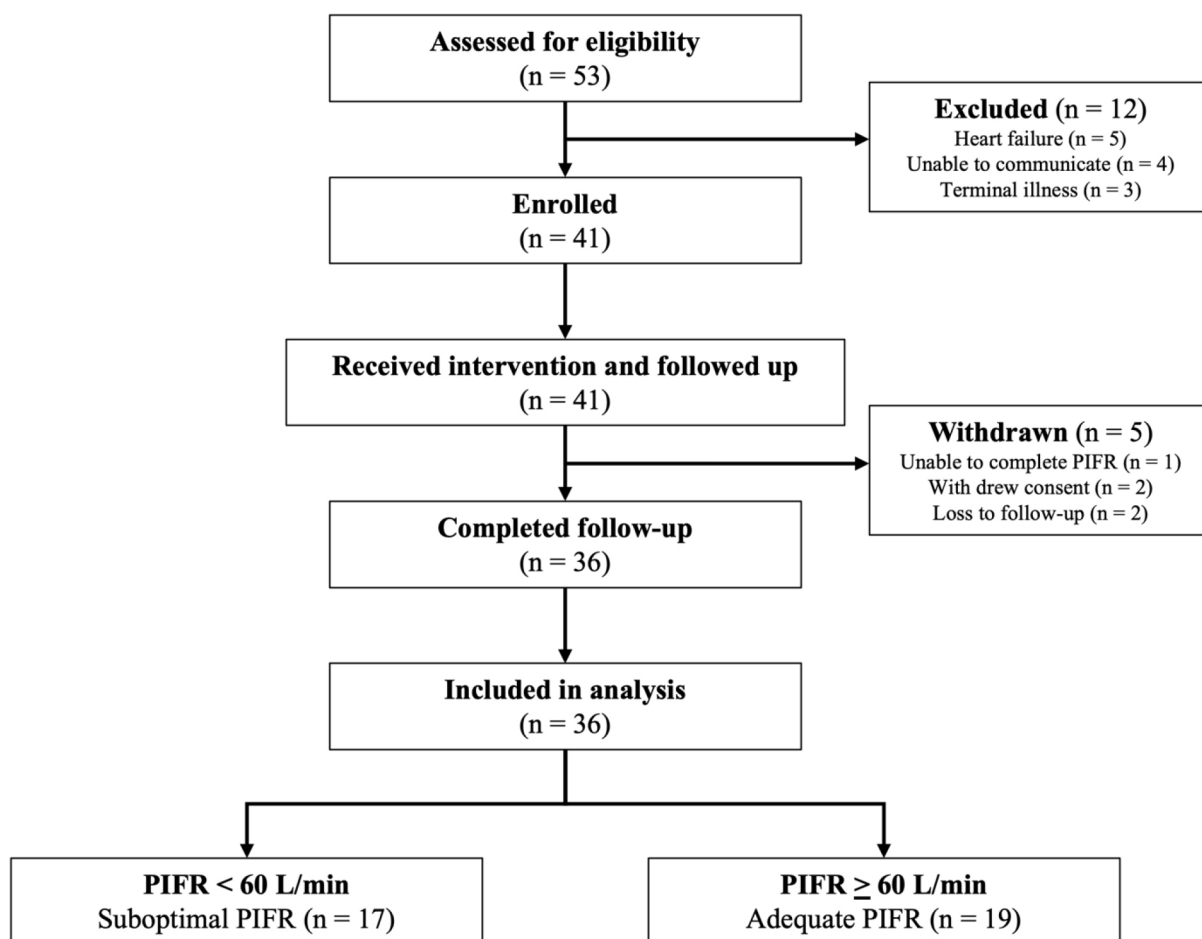 Assessed for eligibility
(n = 53)
Excluded (n = 12)
Heart failure (n = 5)
Unable to communicate (n = 4)
Terminal illness (n = 3)
Enrolled
(n = 41)
Received intervention and followed up
(n = 41)
Withdrawn (n = 5)
Unable to complete PIFR (n = 1)
With drew consent (n = 2)
Loss to follow-up (n = 2)
Completed follow-up
(n = 36)
Included in analysis
(n = 36)
PIFR < 60 L/min
Suboptimal PIFR (n = 17)
PIFR ≥ 60 L/min
Adequate PIFR (n = 19)